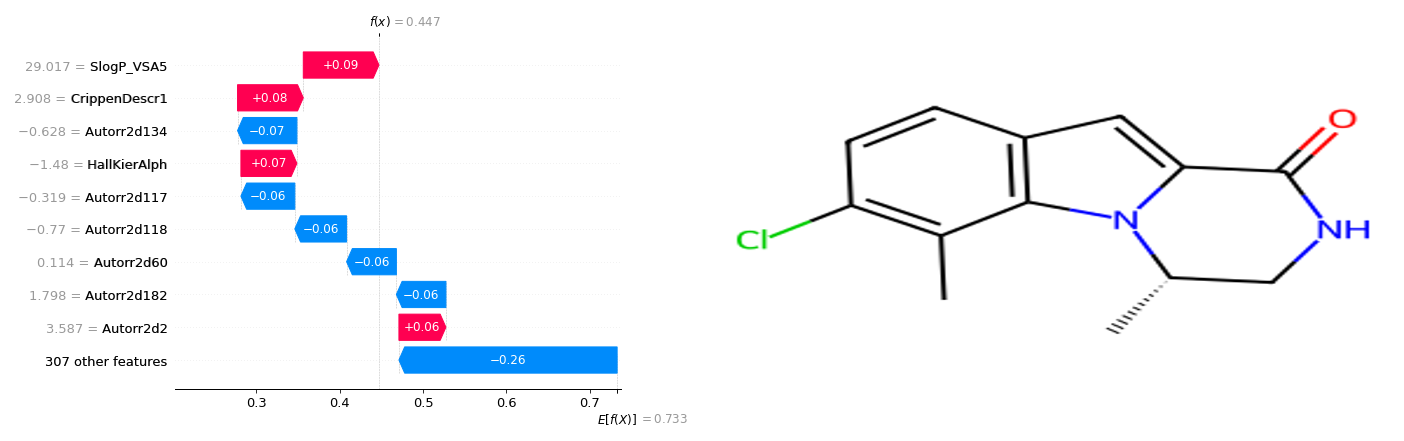 f(x) = 0.447
29.017 = SlogP_VSA5 +0.09
2.908 = CrippenDescr1 +0.08
−0.628 = Autorr2d134 −0.07
−1.48 = HallKierAlph +0.07
−0.319 = Autorr2d117 −0.06
−0.77 = Autorr2d118 −0.06
0.114 = Autorr2d60 −0.06
1.798 = Autorr2d182 −0.06
3.587 = Autorr2d2 +0.06
307 other features −0.26
0.3 0.4 0.5 0.6 0.7
E[f(X)] = 0.733
O
N
NH
Cl